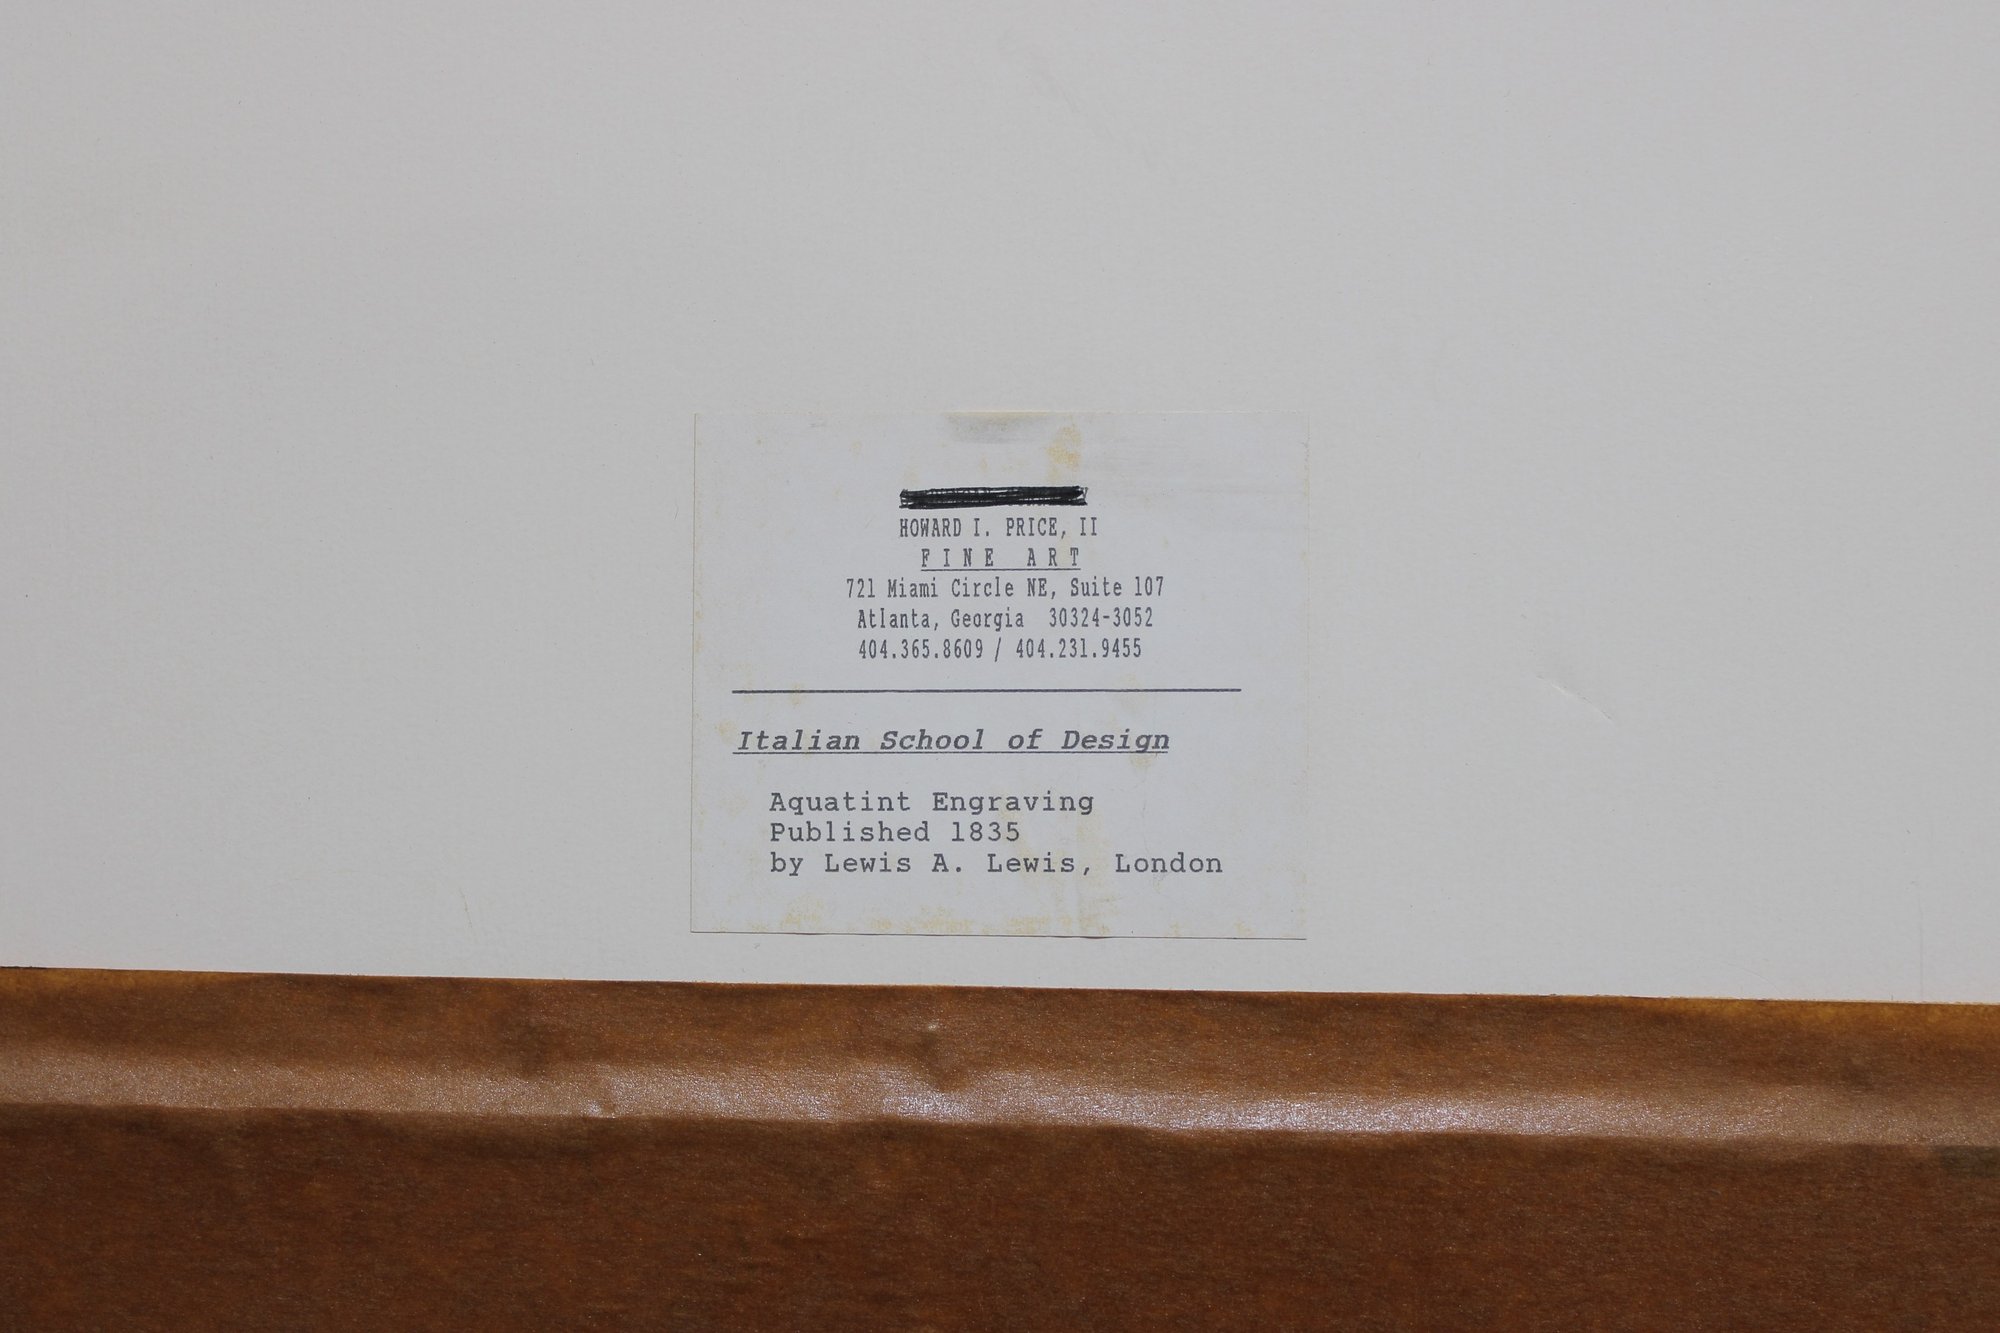 HOWARD I. PRICE, II
FINE ART
721 Miami Circle NE, Suite 107
Atlanta, Georgia 30324-3052
404.365.8609 / 404.231.9455
Italian School of Design
Aquatint Engraving
Published 1835
by Lewis A. Lewis, London